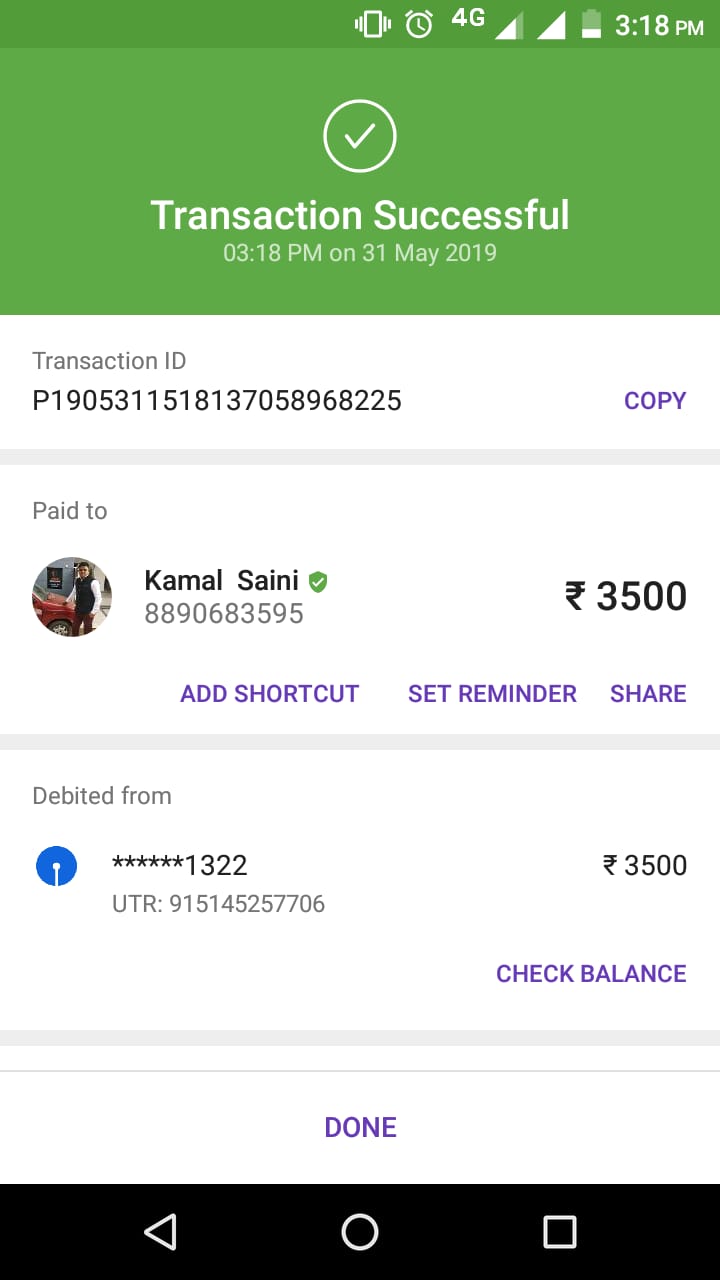 4G 3:18 PM
Transaction Successful
03:18 PM on 31 May 2019
Transaction ID
P1905311518137058968225 COPY
Paid to
Kamal Saini
8890683595
₹ 3500
ADD SHORTCUT SET REMINDER SHARE
Debited from
******1322 ₹ 3500
UTR: 915145257706
CHECK BALANCE
DONE